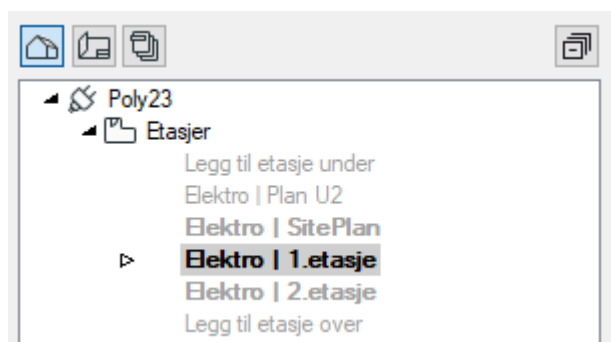 Poly23
Etasjer
Legg til etasje under
Elektro | Plan U2
Elektro | SitePlan
Elektro | 1.etasje
Elektro | 2.etasje
Legg til etasje over